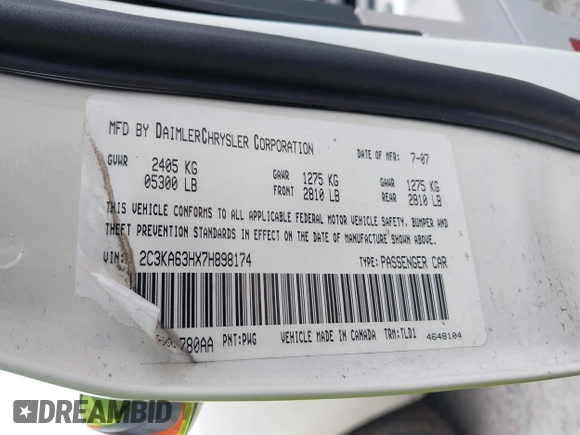 MFD BY DAIMLERCHRYSLER CORPORATION DATE OF MFR: 7-07
GVWR 2405 KG GAWR 1275 KG GAWR 1275 KG
05300 LB FRONT 2810 LB REAR 2810 LB
THIS VEHICLE CONFORMS TO ALL APPLICABLE FEDERAL MOTOR VEHICLE SAFETY, BUMPER AND
THEFT PREVENTION STANDARDS IN EFFECT ON THE DATE OF MANUFACTURE SHOWN ABOVE.
VIN: 2C3KA63HX7H898174 TYPE: PASSENGER CAR
780AA PNT: PWG VEHICLE MADE IN CANADA TRM: TLD1 4648104
DREAMBID